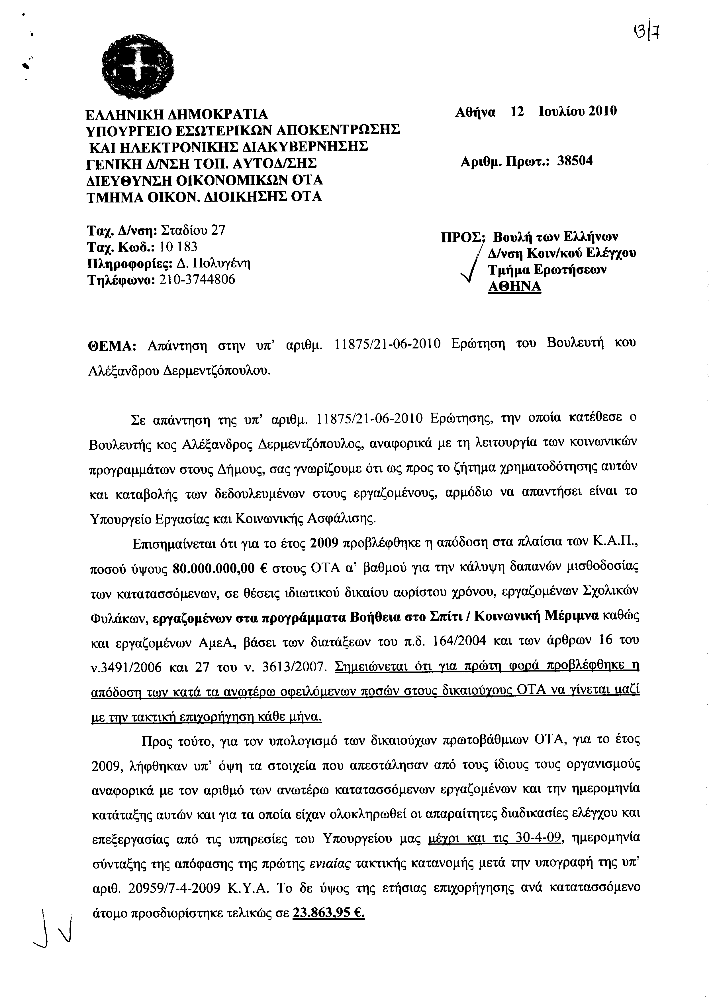 13/7
ΕΛΛΗΝΙΚΗ ΔΗΜΟΚΡΑΤΙΑ
ΥΠΟΥΡΓΕΙΟ ΕΣΩΤΕΡΙΚΩΝ ΑΠΟΚΕΝΤΡΩΣΗΣ
ΚΑΙ ΗΛΕΚΤΡΟΝΙΚΗΣ ΔΙΑΚΥΒΕΡΝΗΣΗΣ
ΓΕΝΙΚΗ Δ/ΝΣΗ ΤΟΠ. ΑΥΤΟΔ/ΣΗΣ
ΔΙΕΥΘΥΝΣΗ ΟΙΚΟΝΟΜΙΚΩΝ ΟΤΑ
ΤΜΗΜΑ ΟΙΚΟΝ. ΔΙΟΙΚΗΣΗΣ ΟΤΑ
Αθήνα 12 Ιουλίου 2010
Αριθμ. Πρωτ.: 38504
Ταχ. Δ/νση: Σταδίου 27
Ταχ. Κωδ.: 10 183
Πληροφορίες: Δ. Πολυγένη
Τηλέφωνο: 210-3744806
ΠΡΟΣ: Βουλή των Ελλήνων
Δ/νση Κοιν/κού Ελέγχου
Τμήμα Ερωτήσεων
ΑΘΗΝΑ
ΘΕΜΑ: Απάντηση στην υπ’ αριθμ. 11875/21-06-2010 Ερώτηση του Βουλευτή κου
Αλέξανδρου Δερμεντζόπουλου.
Σε απάντηση της υπ’ αριθμ. 11875/21-06-2010 Ερώτησης, την οποία κατέθεσε ο
Βουλευτής κος Αλέξανδρος Δερμεντζόπουλος, αναφορικά με τη λειτουργία των κοινωνικών
προγραμμάτων στους Δήμους, σας γνωρίζουμε ότι ως προς το ζήτημα χρηματοδότησης αυτών
και καταβολής των δεδουλευμένων στους εργαζομένους, αρμόδιο να απαντήσει είναι το
Υπουργείο Εργασίας και Κοινωνικής Ασφάλισης.
Επισημαίνεται ότι για το έτος 2009 προβλέφθηκε η απόδοση στα πλαίσια των Κ.Α.Π.,
ποσού ύψους 80.000.000,00 € στους ΟΤΑ α’ βαθμού για την κάλυψη δαπανών μισθοδοσίας
των κατατασσόμενων, σε θέσεις ιδιωτικού δικαίου αορίστου χρόνου, εργαζομένων Σχολικών
Φυλάκων, εργαζομένων στα προγράμματα Βοήθεια στο Σπίτι / Κοινωνική Μέριμνα καθώς
και εργαζομένων ΑμεΑ, βάσει των διατάξεων του π.δ. 164/2004 και των άρθρων 16 του
ν.3491/2006 και 27 του ν. 3613/2007. Σημειώνεται ότι για πρώτη φορά προβλέφθηκε η
απόδοση των κατά τα ανωτέρω οφειλόμενων ποσών στους δικαιούχους ΟΤΑ να γίνεται μαζί
με την τακτική επιχορήγηση κάθε μήνα.
Προς τούτο, για τον υπολογισμό των δικαιούχων πρωτοβάθμιων ΟΤΑ, για το έτος
2009, λήφθηκαν υπ’ όψη τα στοιχεία που απεστάλησαν από τους ίδιους τους οργανισμούς
αναφορικά με τον αριθμό των ανωτέρω κατατασσόμενων εργαζομένων και την ημερομηνία
κατάταξης αυτών και για τα οποία είχαν ολοκληρωθεί οι απαραίτητες διαδικασίες ελέγχου και
επεξεργασίας από τις υπηρεσίες του Υπουργείου μας μέχρι και τις 30-4-09, ημερομηνία
σύνταξης της απόφασης της πρώτης ενιαίας τακτικής κατανομής μετά την υπογραφή της υπ’
αριθ. 20959/7-4-2009 Κ.Υ.Α. Το δε ύψος της ετήσιας επιχορήγησης ανά κατατασσόμενο
άτομο προσδιορίστηκε τελικώς σε 23.863,95 €.